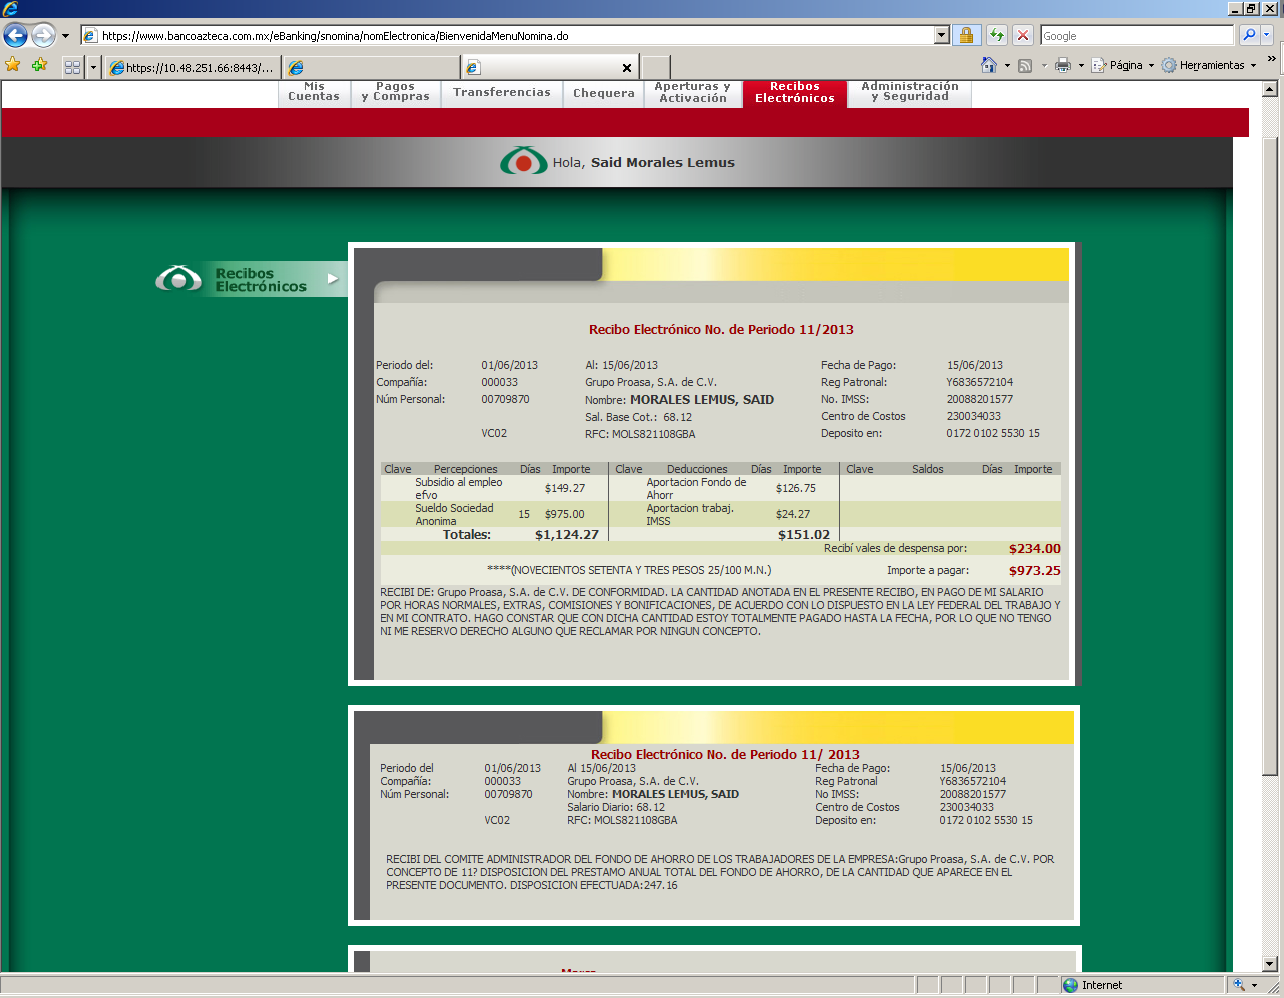 https://www.bancoazteca.com.mx/eBanking/snomina/nomElectronica/BienvenidaMenuNomina.do
Google
https://10.48.251.66:8443/...
Página
Herramientas
Mis Cuentas
Pagos y Compras
Transferencias
Chequera
Aperturas y Activación
Recibos Electrónicos
Administración y Seguridad
Hola, Said Morales Lemus
Recibos
Electrónicos
Recibo Electrónico No. de Periodo 11/2013
Periodo del: 01/06/2013 Al: 15/06/2013 Fecha de Pago: 15/06/2013
Compañía: 000033 Grupo Proasa, S.A. de C.V. Reg Patronal: Y6836572104
Núm Personal: 00709870 Nombre: MORALES LEMUS, SAID No. IMSS: 20088201577
Sal. Base Cot.: 68.12 Centro de Costos 230034033
VC02 RFC: MOLS821108GBA Deposito en: 0172 0102 5530 15
Clave Percepciones Días Importe Clave Deducciones Días Importe Clave Saldos Días Importe
Subsidio al empleo efvo $149.27 Aportacion Fondo de Ahorr $126.75
Sueldo Sociedad Anonima 15 $975.00 Aportacion trabaj. IMSS $24.27
Totales: $1,124.27 $151.02
Recibí vales de despensa por: $234.00
****(NOVECIENTOS SETENTA Y TRES PESOS 25/100 M.N.) Importe a pagar: $973.25
RECIBI DE: Grupo Proasa, S.A. de C.V. DE CONFORMIDAD. LA CANTIDAD ANOTADA EN EL PRESENTE RECIBO, EN PAGO DE MI SALARIO
POR HORAS NORMALES, EXTRAS, COMISIONES Y BONIFICACIONES, DE ACUERDO CON LO DISPUESTO EN LA LEY FEDERAL DEL TRABAJO Y
EN MI CONTRATO. HAGO CONSTAR QUE CON DICHA CANTIDAD ESTOY TOTALMENTE PAGADO HASTA LA FECHA, POR LO QUE NO TENGO
NI ME RESERVO DERECHO ALGUNO QUE RECLAMAR POR NINGUN CONCEPTO.
Recibo Electrónico No. de Periodo 11/ 2013
Periodo del 01/06/2013 Al 15/06/2013 Fecha de Pago: 15/06/2013
Compañía: 000033 Grupo Proasa, S.A. de C.V. Reg Patronal Y6836572104
Núm Personal: 00709870 Nombre: MORALES LEMUS, SAID No IMSS: 20088201577
Salario Diario: 68.12 Centro de Costos 230034033
VC02 RFC: MOLS821108GBA Deposito en: 0172 0102 5530 15
RECIBI DEL COMITE ADMINISTRADOR DEL FONDO DE AHORRO DE LOS TRABAJADORES DE LA EMPRESA:Grupo Proasa, S.A. de C.V. POR
CONCEPTO DE 11? DISPOSICION DEL PRESTAMO ANUAL TOTAL DEL FONDO DE AHORRO, DE LA CANTIDAD QUE APARECE EN EL
PRESENTE DOCUMENTO. DISPOSICION EFECTUADA:247.16
Internet